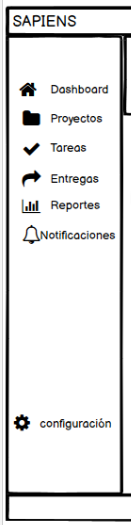 SAPIENS
Dashboard
Proyectos
Tareas
Entregas
Reportes
Notificaciones
configuración